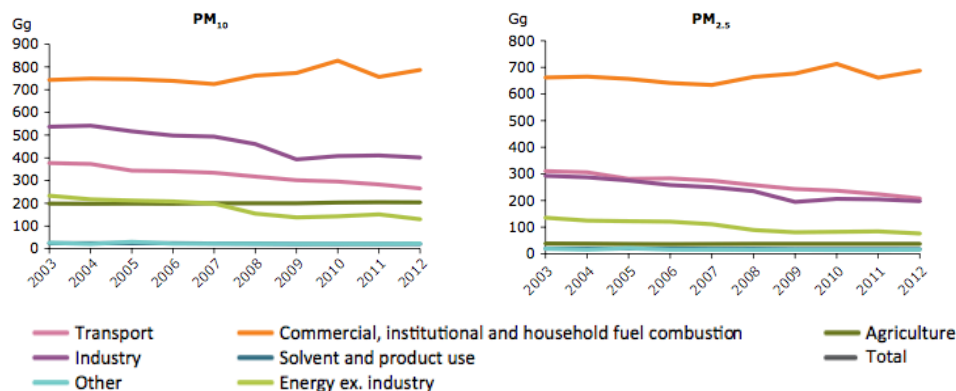 PM₁₀
Gg
900
800
700
600
500
400
300
200
100
0
2003 2004 2005 2006 2007 2008 2009 2010 2011 2012
PM₂.₅
Gg
800
700
600
500
400
300
200
100
0
2003 2004 2005 2006 2007 2008 2009 2010 2011 2012
Transport
Commercial, institutional and household fuel combustion
Agriculture
Industry
Solvent and product use
Total
Other
Energy ex. industry